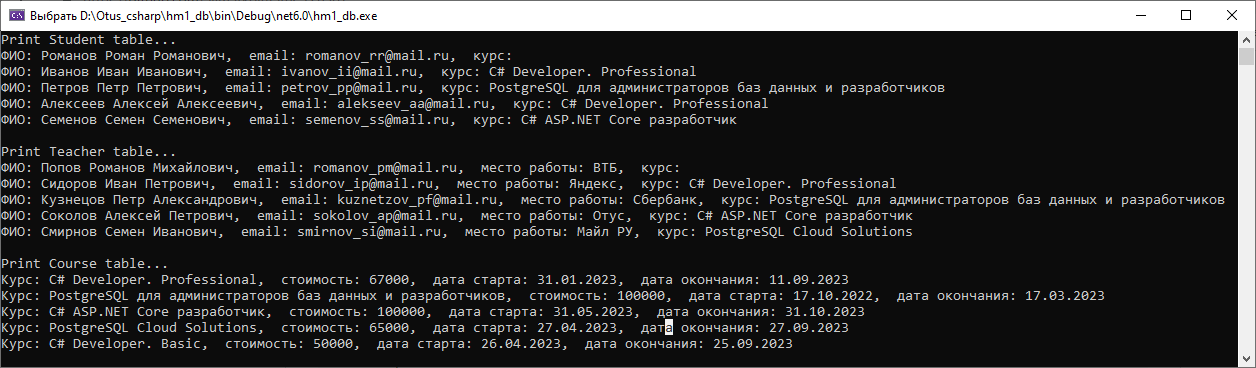 Выбрать D:\Otus_csharp\hm1_db\bin\Debug\net6.0\hm1_db.exe
Print Student table...
ФИО: Романов Роман Романович,  email: romanov_rr@mail.ru,  курс:
ФИО: Иванов Иван Иванович,  email: ivanov_ii@mail.ru,  курс: C# Developer. Professional
ФИО: Петров Петр Петрович,  email: petrov_pp@mail.ru,  курс: PostgreSQL для администраторов баз данных и разработчиков
ФИО: Алексеев Алексей Алексеевич,  email: alekseev_aa@mail.ru,  курс: C# Developer. Professional
ФИО: Семенов Семен Семенович,  email: semenov_ss@mail.ru,  курс: C# ASP.NET Core разработчик
Print Teacher table...
ФИО: Попов Романов Михайлович,  email: romanov_pm@mail.ru,  место работы: ВТБ,  курс:
ФИО: Сидоров Иван Петрович,  email: sidorov_ip@mail.ru,  место работы: Яндекс,  курс: C# Developer. Professional
ФИО: Кузнецов Петр Александрович,  email: kuznetzov_pf@mail.ru,  место работы: Сбербанк,  курс: PostgreSQL для администраторов баз данных и разработчиков
ФИО: Соколов Алексей Петрович,  email: sokolov_ap@mail.ru,  место работы: Отус,  курс: C# ASP.NET Core разработчик
ФИО: Смирнов Семен Иванович,  email: smirnov_si@mail.ru,  место работы: Майл РУ,  курс: PostgreSQL Cloud Solutions
Print Course table...
Курс: C# Developer. Professional,  стоимость: 67000,  дата старта: 31.01.2023,  дата окончания: 11.09.2023
Курс: PostgreSQL для администраторов баз данных и разработчиков,  стоимость: 100000,  дата старта: 17.10.2022,  дата окончания: 17.03.2023
Курс: C# ASP.NET Core разработчик,  стоимость: 100000,  дата старта: 31.05.2023,  дата окончания: 31.10.2023
Курс: PostgreSQL Cloud Solutions,  стоимость: 65000,  дата старта: 27.04.2023,  дата окончания: 27.09.2023
Курс: C# Developer. Basic,  стоимость: 50000,  дата старта: 26.04.2023,  дата окончания: 25.09.2023